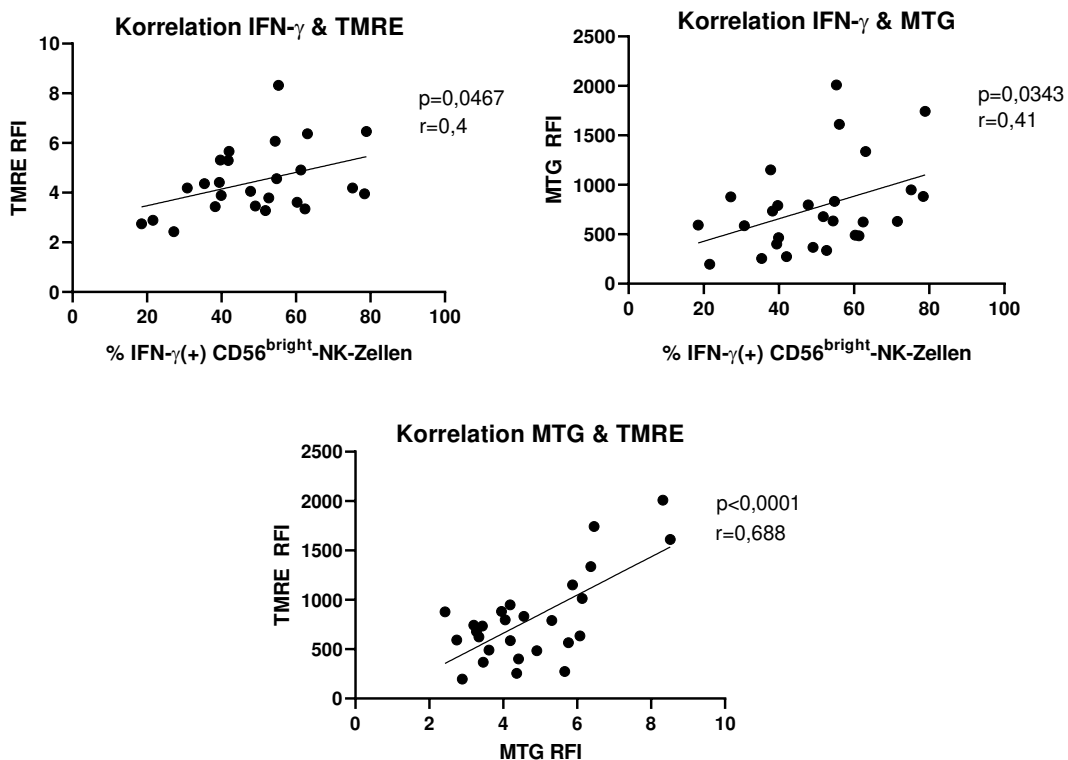 Korrelation IFN-γ & TMRE
10
8
6
4
2
0
TMRE RFI
p=0,0467
r=0,4
0 20 40 60 80 100
% IFN-γ(+) CD56bright-NK-Zellen
Korrelation IFN-γ & MTG
2500
2000
1500
1000
500
0
MTG RFI
p=0,0343
r=0,41
0 20 40 60 80 100
% IFN-γ(+) CD56bright-NK-Zellen
Korrelation MTG & TMRE
2500
2000
1500
1000
500
0
TMRE RFI
p<0,0001
r=0,688
0 2 4 6 8 10
MTG RFI